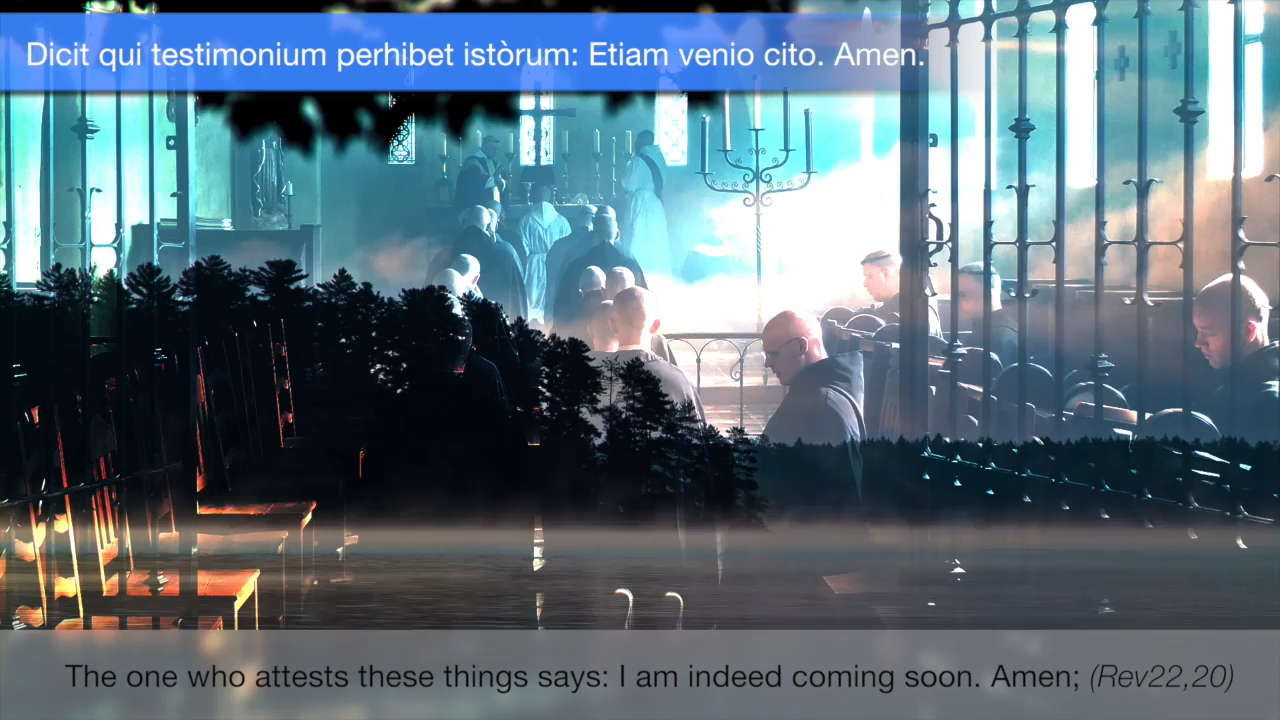 Dicit qui testimonium perhibet istòrum: Etiam venio cito. Amen.
The one who attests these things says: I am indeed coming soon. Amen; (Rev22,20)